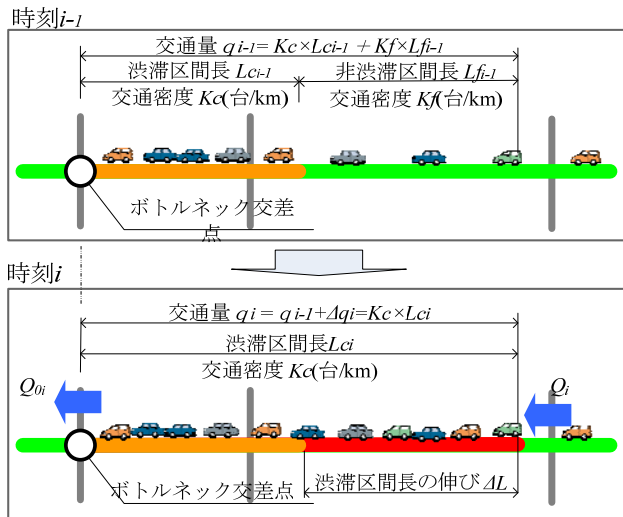 時刻i-1
交通量 qi-1= Kc×Lci-1 + Kf×Lfi-1
渋滞区間長 Lci-1 非渋滞区間長 Lfi-1
交通密度 Kc(台/km) 交通密度 Kf(台/km)
ボトルネック交差
点
時刻i
交通量 qi = qi-1+Δqi=Kc×Lci
渋滞区間長Lci
交通密度 Kc(台/km)
Q0i Qi
ボトルネック交差点 渋滞区間長の伸び ΔL